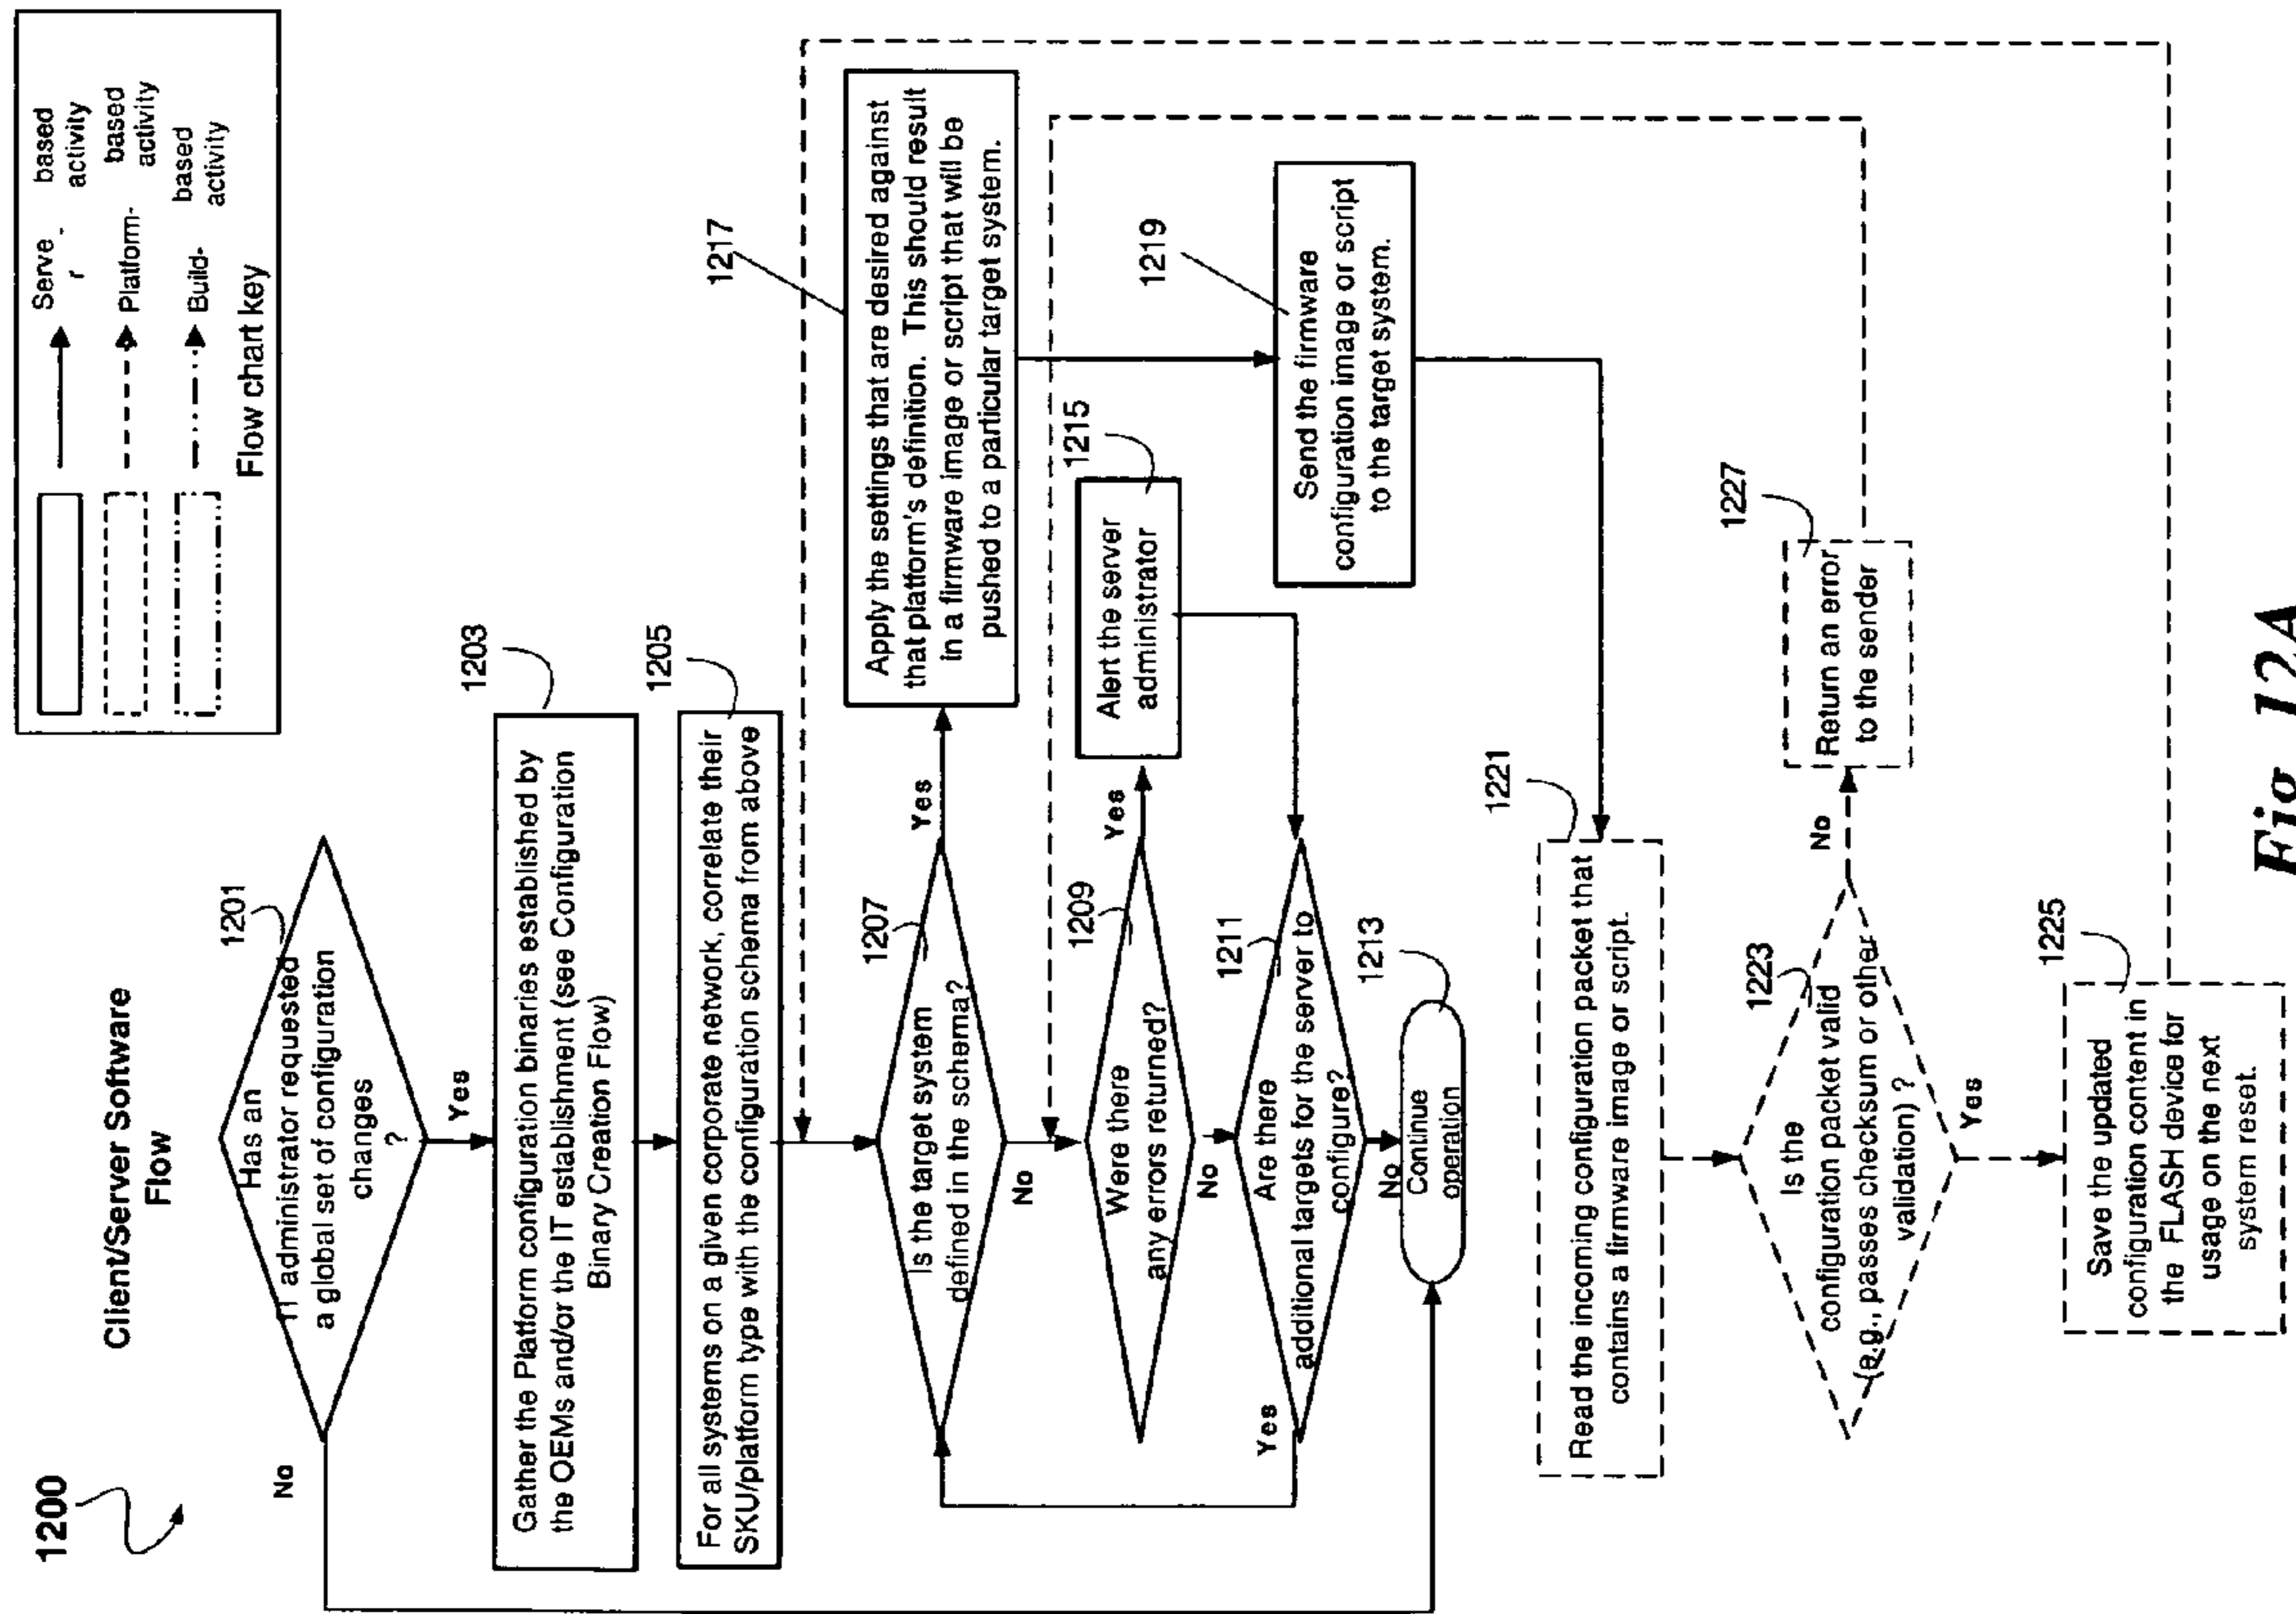 1200
Client/Server Software
Flow
Serve -
r
based
activity
Platform-
based
activity
Build-
based
activity
Flow chart key
1201
Has an
IT administrator requested
a global set of configuration
changes
?
No
Yes
1203
Gather the Platform configuration binaries established by
the OEMs and/or the IT establishment (see Configuration
Binary Creation Flow)
1205
For all systems on a given corporate network, correlate their
SKU/platform type with the configuration schema from above
1207
Is the target system
defined in the schema?
Yes
No
1217
Apply the settings that are desired against
that platform's definition. This should result
in a firmware image or script that will be
pushed to a particular target system.
1209
Were there
any errors returned?
Yes
No
1215
Alert the server
administrator
1211
Are there
additional targets for the server to
configure?
Yes
No
1219
Send the firmware
configuration image or script
to the target system.
1213
Continue
operation
1221
Read the incoming configuration packet that
contains a firmware image or script.
1223
Is the
configuration packet valid
(e.g., passes checksum or other
validation) ?
No
Yes
1227
Return an error
to the sender
1225
Save the updated
configuration content in
the FLASH device for
usage on the next
system reset.
Fig. 12A